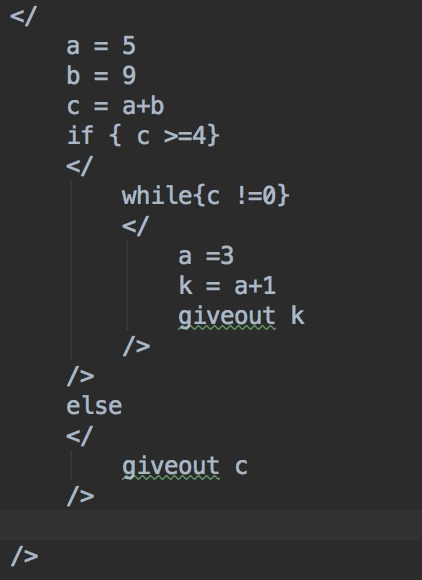 </
a = 5
b = 9
c = a+b
if { c >=4}
</
while{c !=0}
</
a =3
k = a+1
giveout k
/>
/>
else
</
giveout c
/>
/>